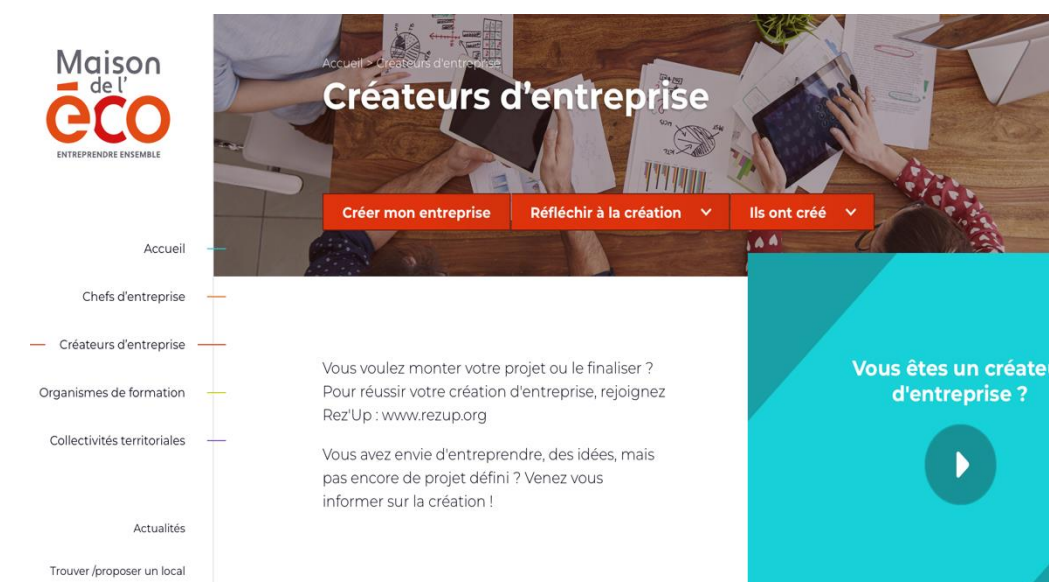 Maison
de l'
éco
ENTREPRENDRE ENSEMBLE
Accueil
Chefs d'entreprise
Créateurs d'entreprise
Organismes de formation
Collectivités territoriales
Actualités
Trouver /proposer un local
Accueil > Créateurs d'entreprise
Créateurs d'entreprise
Créer mon entreprise
Réfléchir à la création
Ils ont créé
Vous voulez monter votre projet ou le finaliser ?
Pour réussir votre création d'entreprise, rejoignez
Rez'Up : www.rezup.org
Vous avez envie d'entreprendre, des idées, mais
pas encore de projet défini ? Venez vous
informer sur la création !
Vous êtes un créate
d'entreprise ?